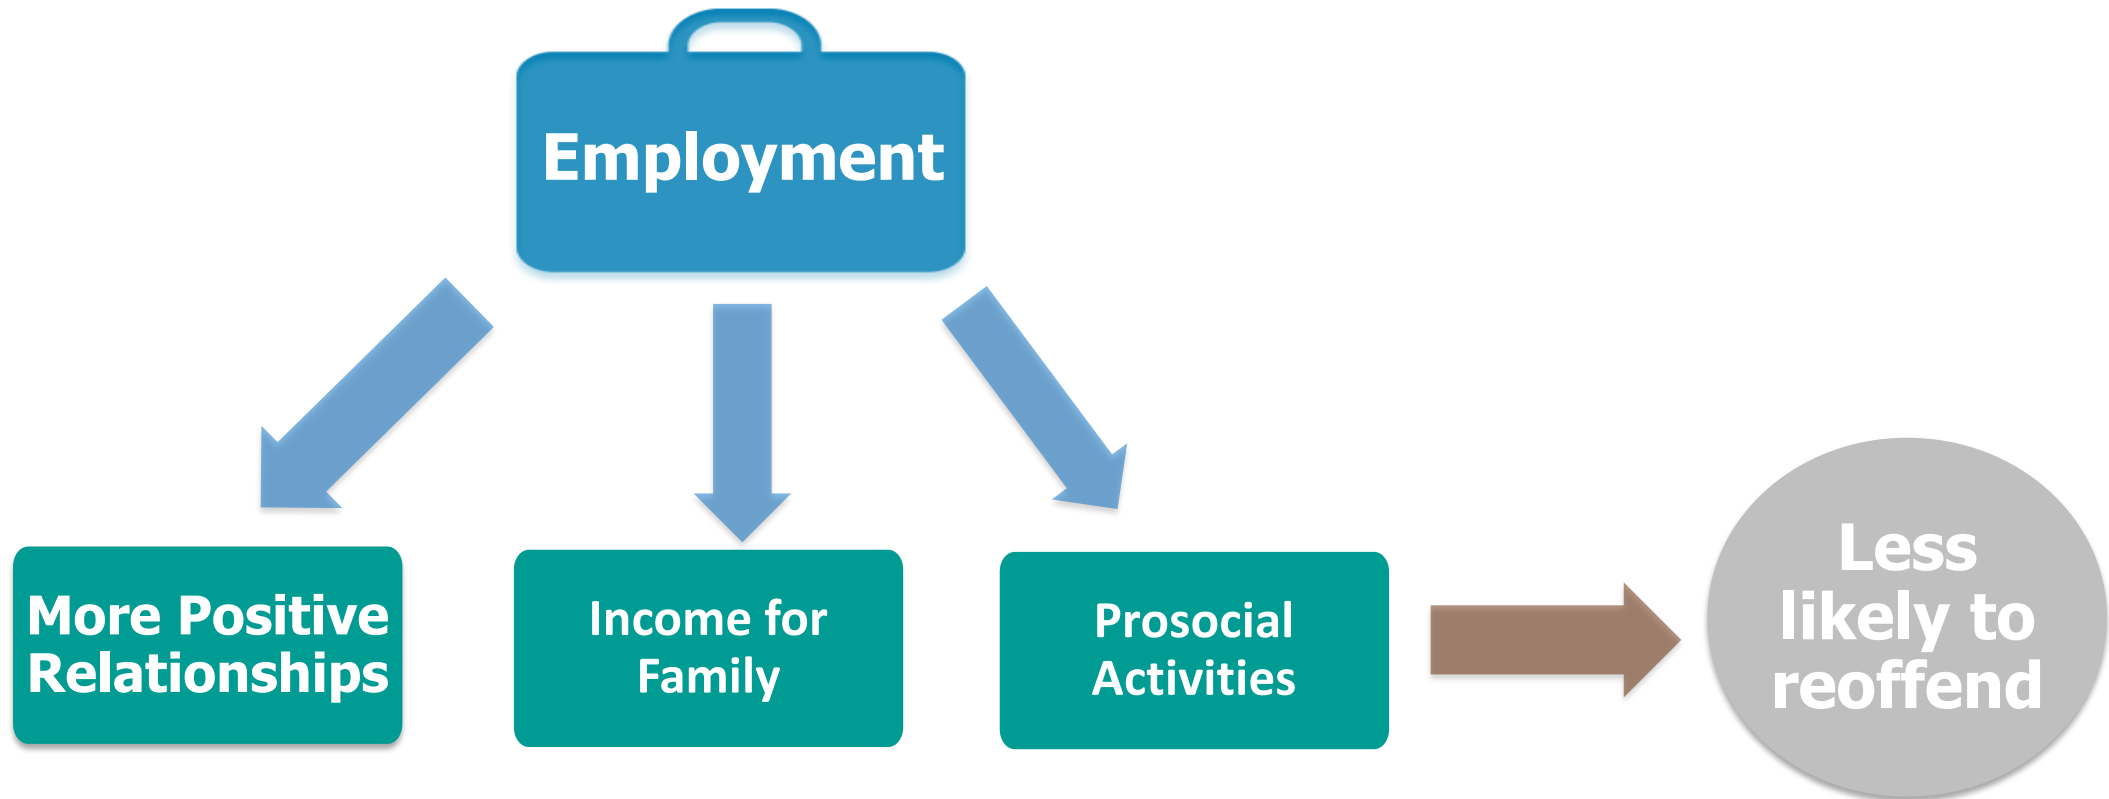 Employment
More Positive
Relationships
Income for
Family
Prosocial
Activities
Less
likely to
reoffend